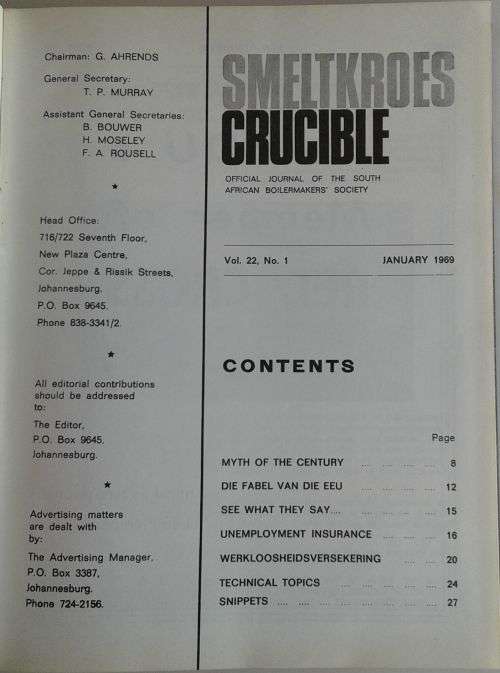 Chairman: G. AHRENDS
General Secretary:
T. P. MURRAY
Assistant General Secretaries:
B. BOUWER
H. MOSELEY
F. A. ROUSELL
★
Head Office:
716/722 Seventh Floor,
New Plaza Centre,
Cor. Jeppe & Rissik Streets,
Johannesburg.
P.O. Box 9645.
Phone 838-3341/2.
★
All editorial contributions
should be addressed
to:
The Editor,
P.O. Box 9645.
Johannesburg.
★
Advertising matters
are dealt with
by:
The Advertising Manager.
P.O. Box 3387,
Johannesburg.
Phone 724-2156.
SMELTKROES
CRUCIBLE
OFFICIAL JOURNAL OF THE SOUTH
AFRICAN BOILERMAKERS' SOCIETY
Vol. 22, No. 1 JANUARY 1969
CONTENTS
Page
MYTH OF THE CENTURY .... .... .... .... 8
DIE FABEL VAN DIE EEU .... .... .... .... 12
SEE WHAT THEY SAY.... .... .... .... .... 15
UNEMPLOYMENT INSURANCE .... .... .... 16
WERKLOOSHEIDSVERSEKERING .... .... 20
TECHNICAL TOPICS .... .... .... .... .... 24
SNIPPETS .... .... .... .... .... .... .... .... 27